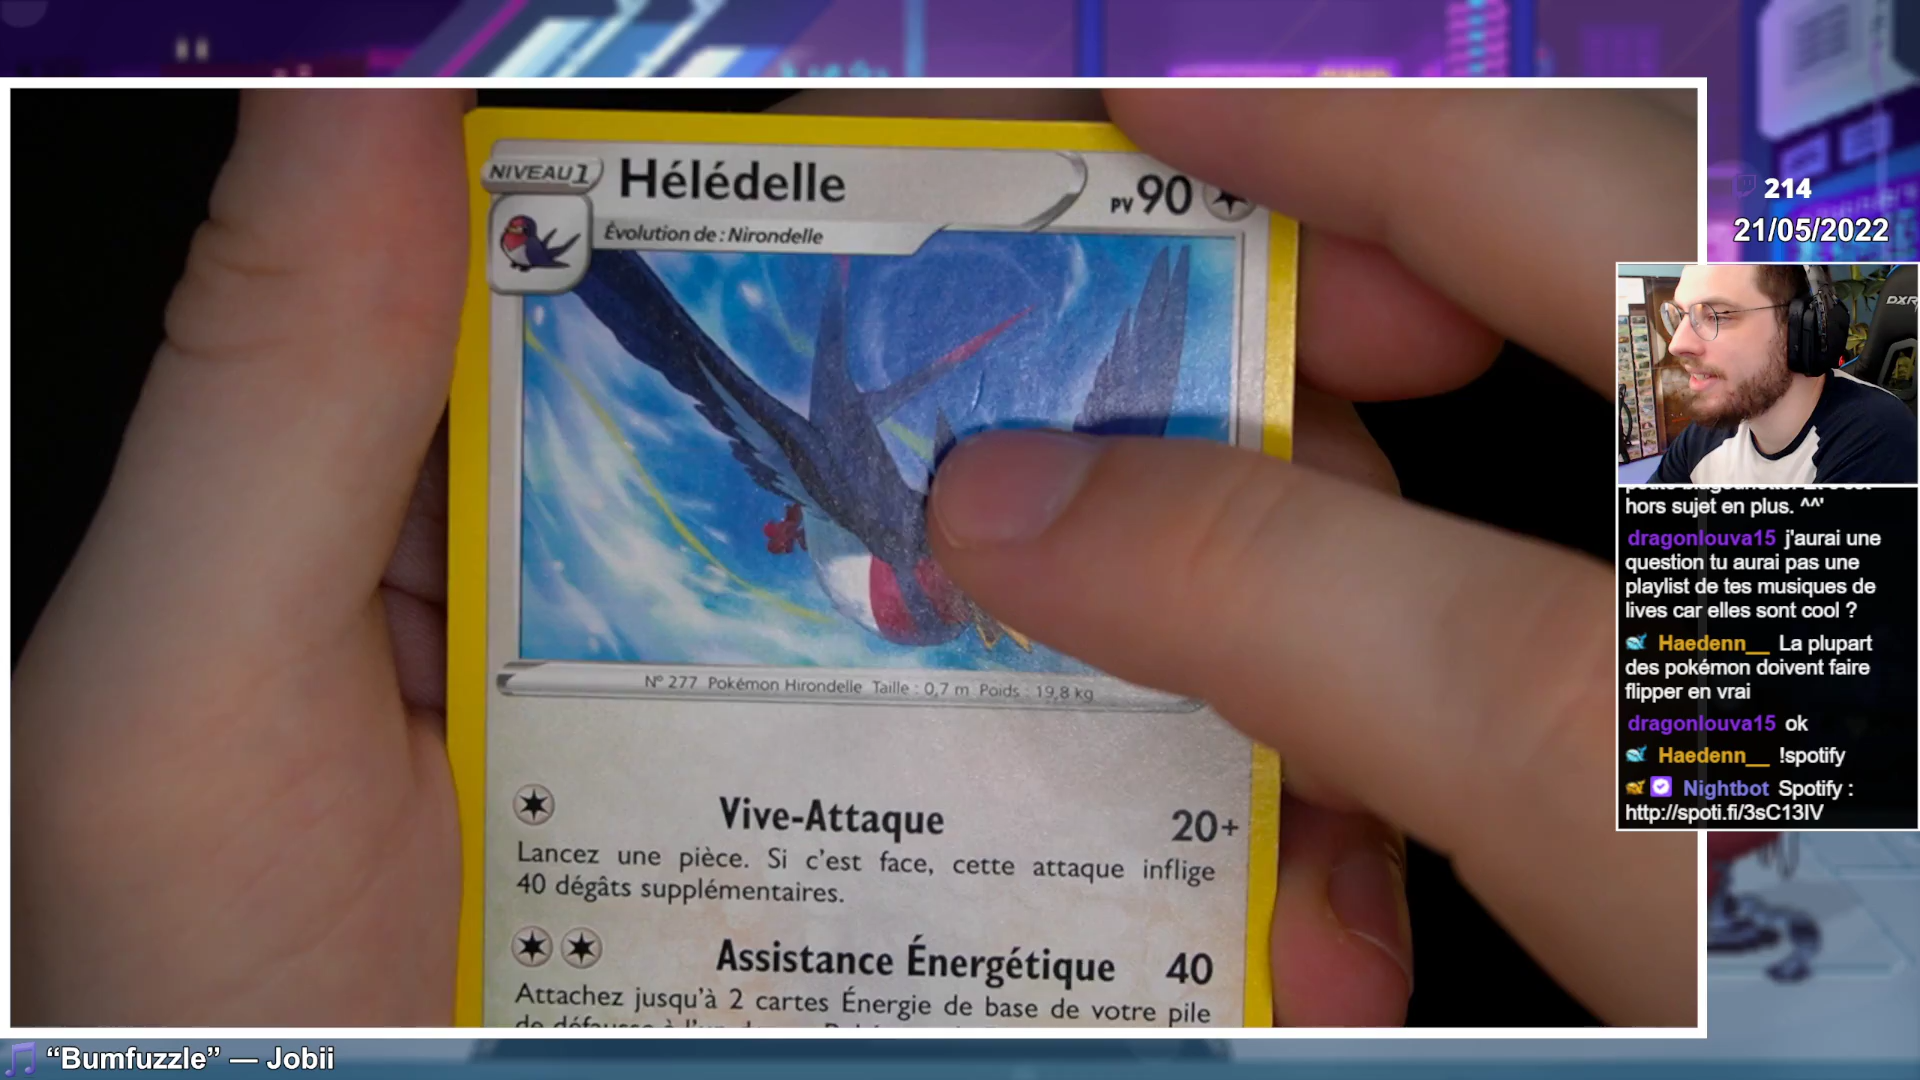 NIVEAU 1
Hélédelle
PV 90
Évolution de : Nirondelle
N° 277 Pokémon Hirondelle Taille : 0,7 m Poids : 19,8 kg
Vive-Attaque 20+
Lancez une pièce. Si c'est face, cette attaque inflige
40 dégâts supplémentaires.
Assistance Énergétique 40
Attachez jusqu'à 2 cartes Énergie de base de votre pile
214
21/05/2022
DXR
hors sujet en plus. ^^'
dragonlouva15 j'aurai une
question tu aurai pas une
playlist de tes musiques de
lives car elles sont cool ?
Haedenn__ La plupart
des pokémon doivent faire
flipper en vrai
dragonlouva15 ok
Haedenn__ !spotify
Nightbot Spotify :
http://spoti.fi/3sC13IV
“Bumfuzzle” — Jobii